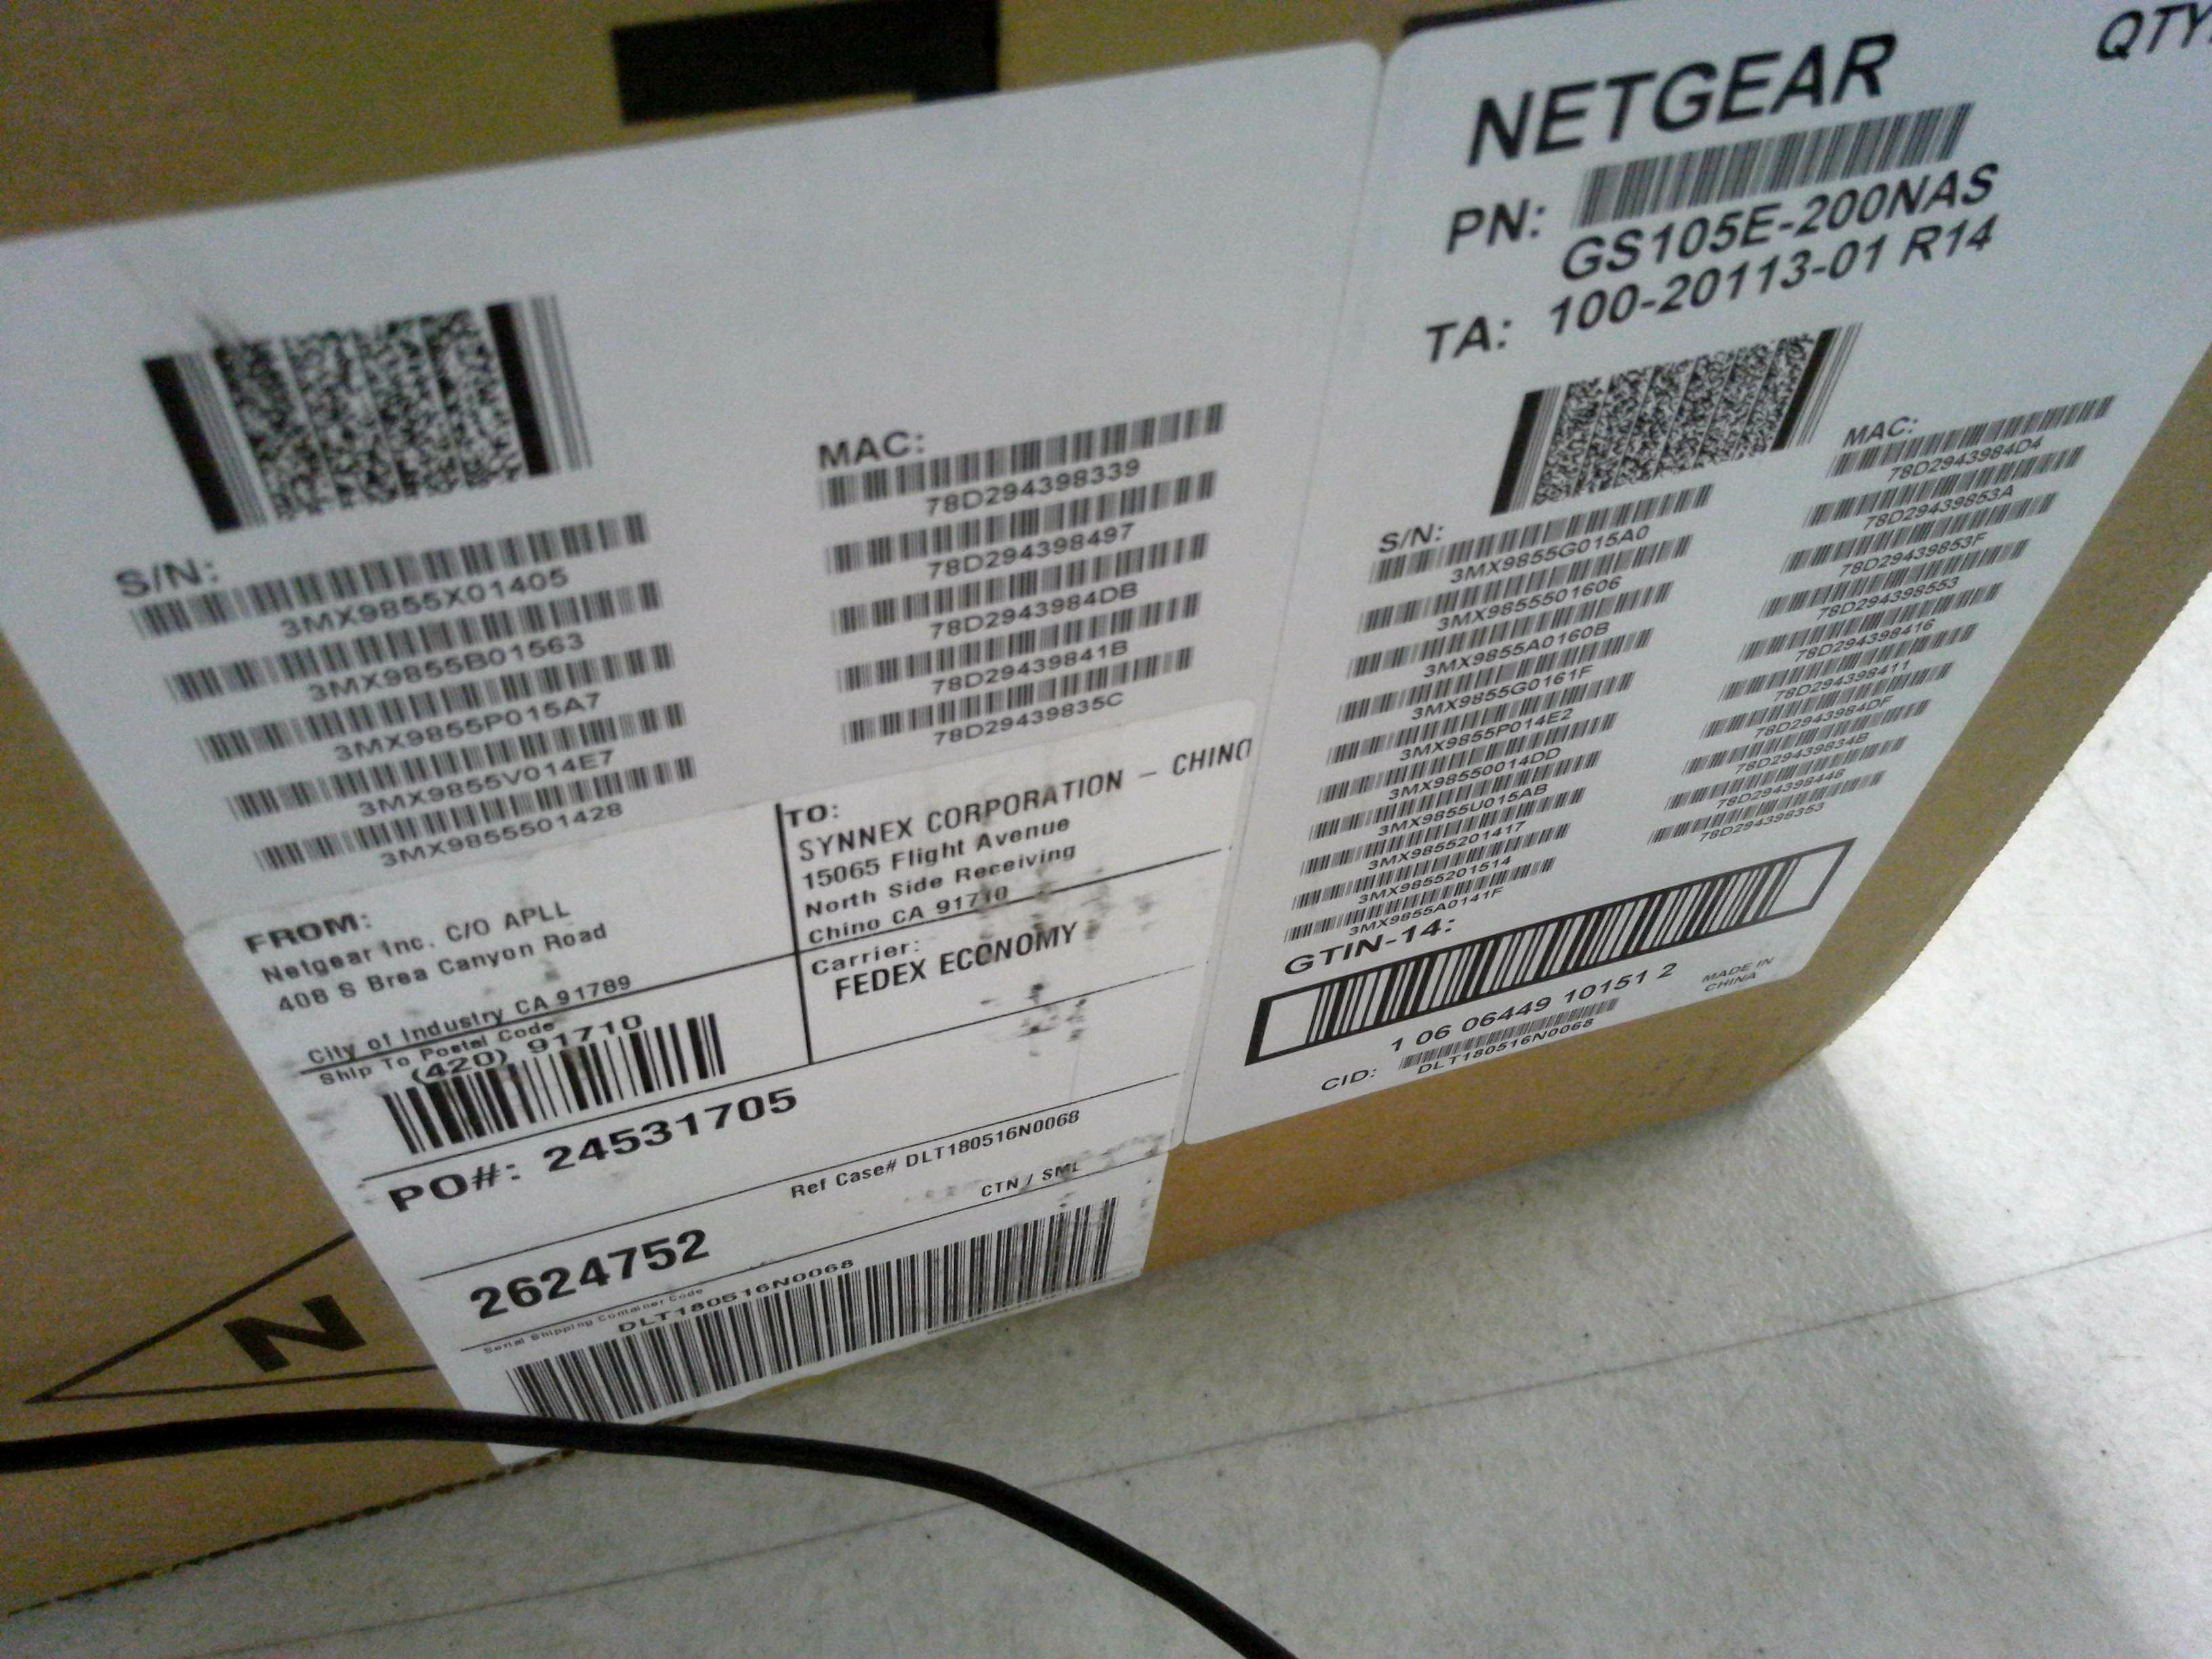 S/N:
3MX9855X01405
3MX9855B01563
3MX9855P015A7
3MX9855V014E7
3MX9855501428
MAC:
78D294398339
78D294398497
78D2943984DB
78D29439841B
78D29439835C
FROM:
Netgear Inc. C/O APLL
408 S Brea Canyon Road
City of Industry CA 91789
TO:
SYNNEX CORPORATION – CHINO
15065 Flight Avenue
North Side Receiving
Chino CA 91710
Ship To Postal Code
(420) 91710
Carrier:
FEDEX ECONOMY
PO#: 24531705
Ref Case# DLT180516N0068
2624752
CTN / SML
Serial Shipping Container Code
DLT180516N0068
N
NETGEAR
QTY
PN:
GS105E-200NAS
TA: 100-20113-01 R14
S/N:
3MX9855G015A0
3MX9855501606
3MX9855A0160B
3MX9855G0161F
3MX9855P014E2
3MX98550014DD
3MX9855U015AB
3MX9855201417
3MX9855201514
3MX9855A0141F
MAC:
78D2943984D4
78D29439853A
78D29439853F
78D294398553
78D294398416
78D294398411
78D2943984DF
78D29439834B
78D294398448
78D294398353
GTIN-14:
1 06 06449 10151 2
MADE IN
CHINA
CID:
DLT180516N0068